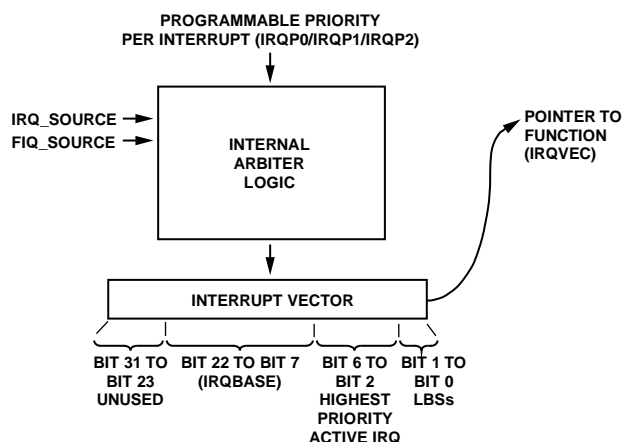 PROGRAMMABLE PRIORITY
PER INTERRUPT (IRQP0/IRQP1/IRQP2)
IRQ_SOURCE
FIQ_SOURCE
INTERNAL
ARBITER
LOGIC
POINTER TO
FUNCTION
(IRQVEC)
INTERRUPT VECTOR
BIT 31 TO
BIT 23
UNUSED
BIT 22 TO BIT 7
(IRQBASE)
BIT 6 TO
BIT 2
HIGHEST
PRIORITY
ACTIVE IRQ
BIT 1 TO
BIT 0
LBSs